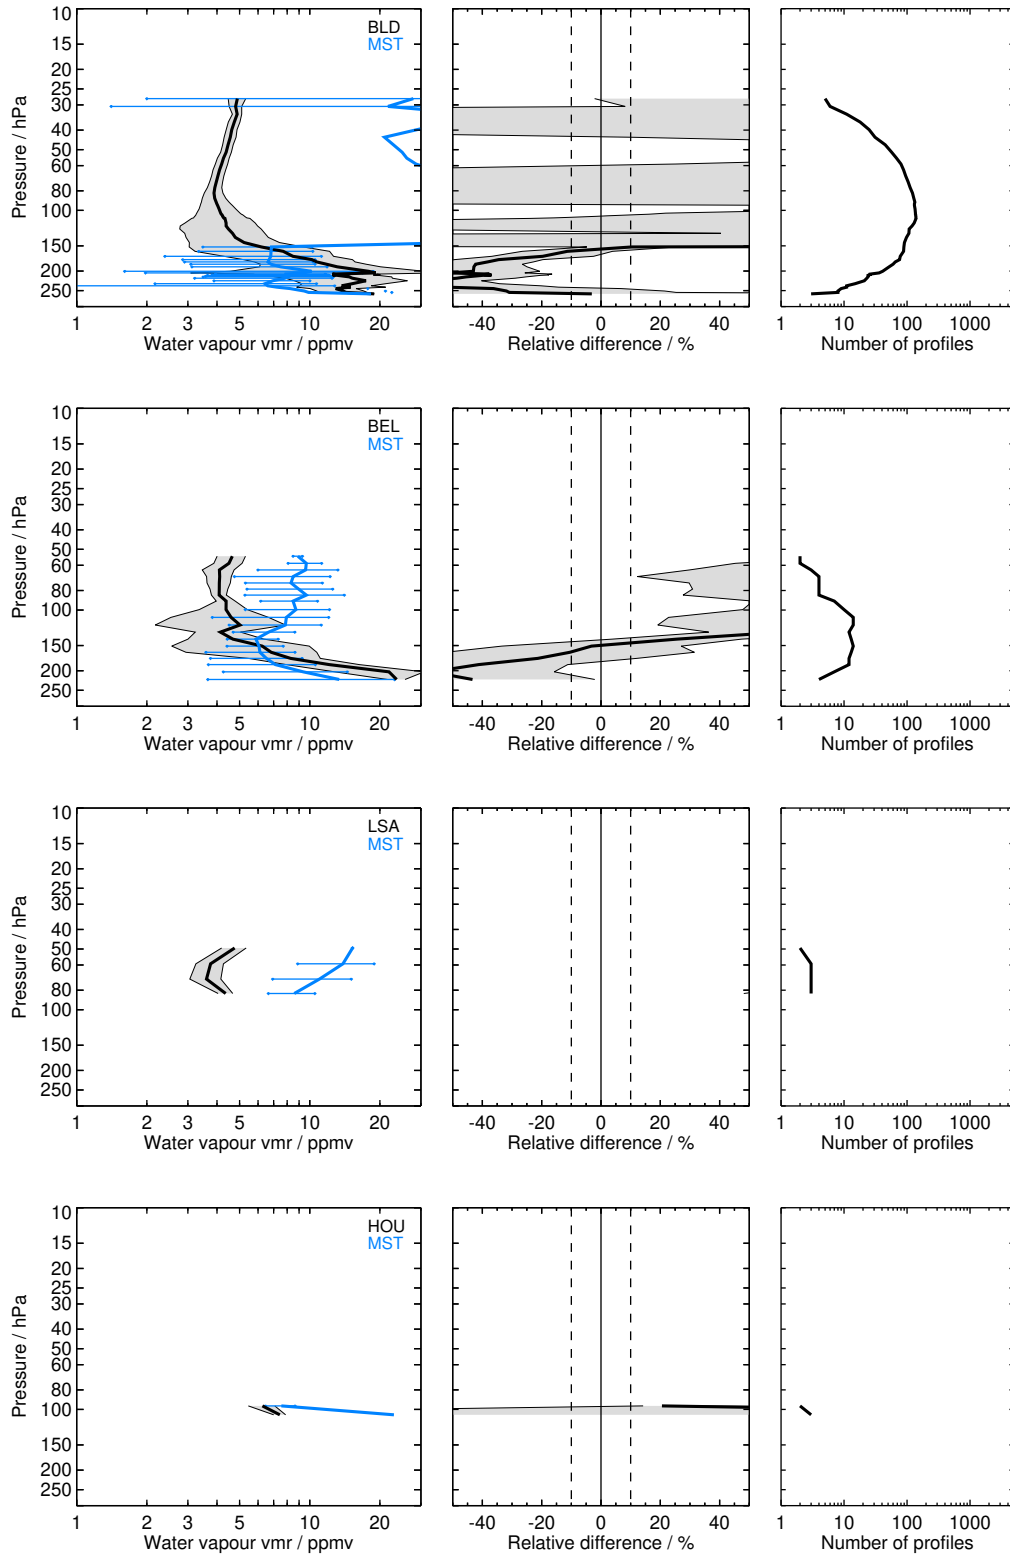 10
15
20
25
30
40
50
60
80
100
150
200
250
Pressure / hPa
BLD
MST
1 2 3 5 10 20
Water vapour vmr / ppmv
-40 -20 0 20 40
Relative difference / %
1 10 100 1000
Number of profiles
10
15
20
25
30
40
50
60
80
100
150
200
250
Pressure / hPa
BEL
MST
1 2 3 5 10 20
Water vapour vmr / ppmv
-40 -20 0 20 40
Relative difference / %
1 10 100 1000
Number of profiles
10
15
20
25
30
40
50
60
80
100
150
200
250
Pressure / hPa
LSA
MST
1 2 3 5 10 20
Water vapour vmr / ppmv
-40 -20 0 20 40
Relative difference / %
1 10 100 1000
Number of profiles
10
15
20
25
30
40
50
60
80
100
150
200
250
Pressure / hPa
HOU
MST
1 2 3 5 10 20
Water vapour vmr / ppmv
-40 -20 0 20 40
Relative difference / %
1 10 100 1000
Number of profiles